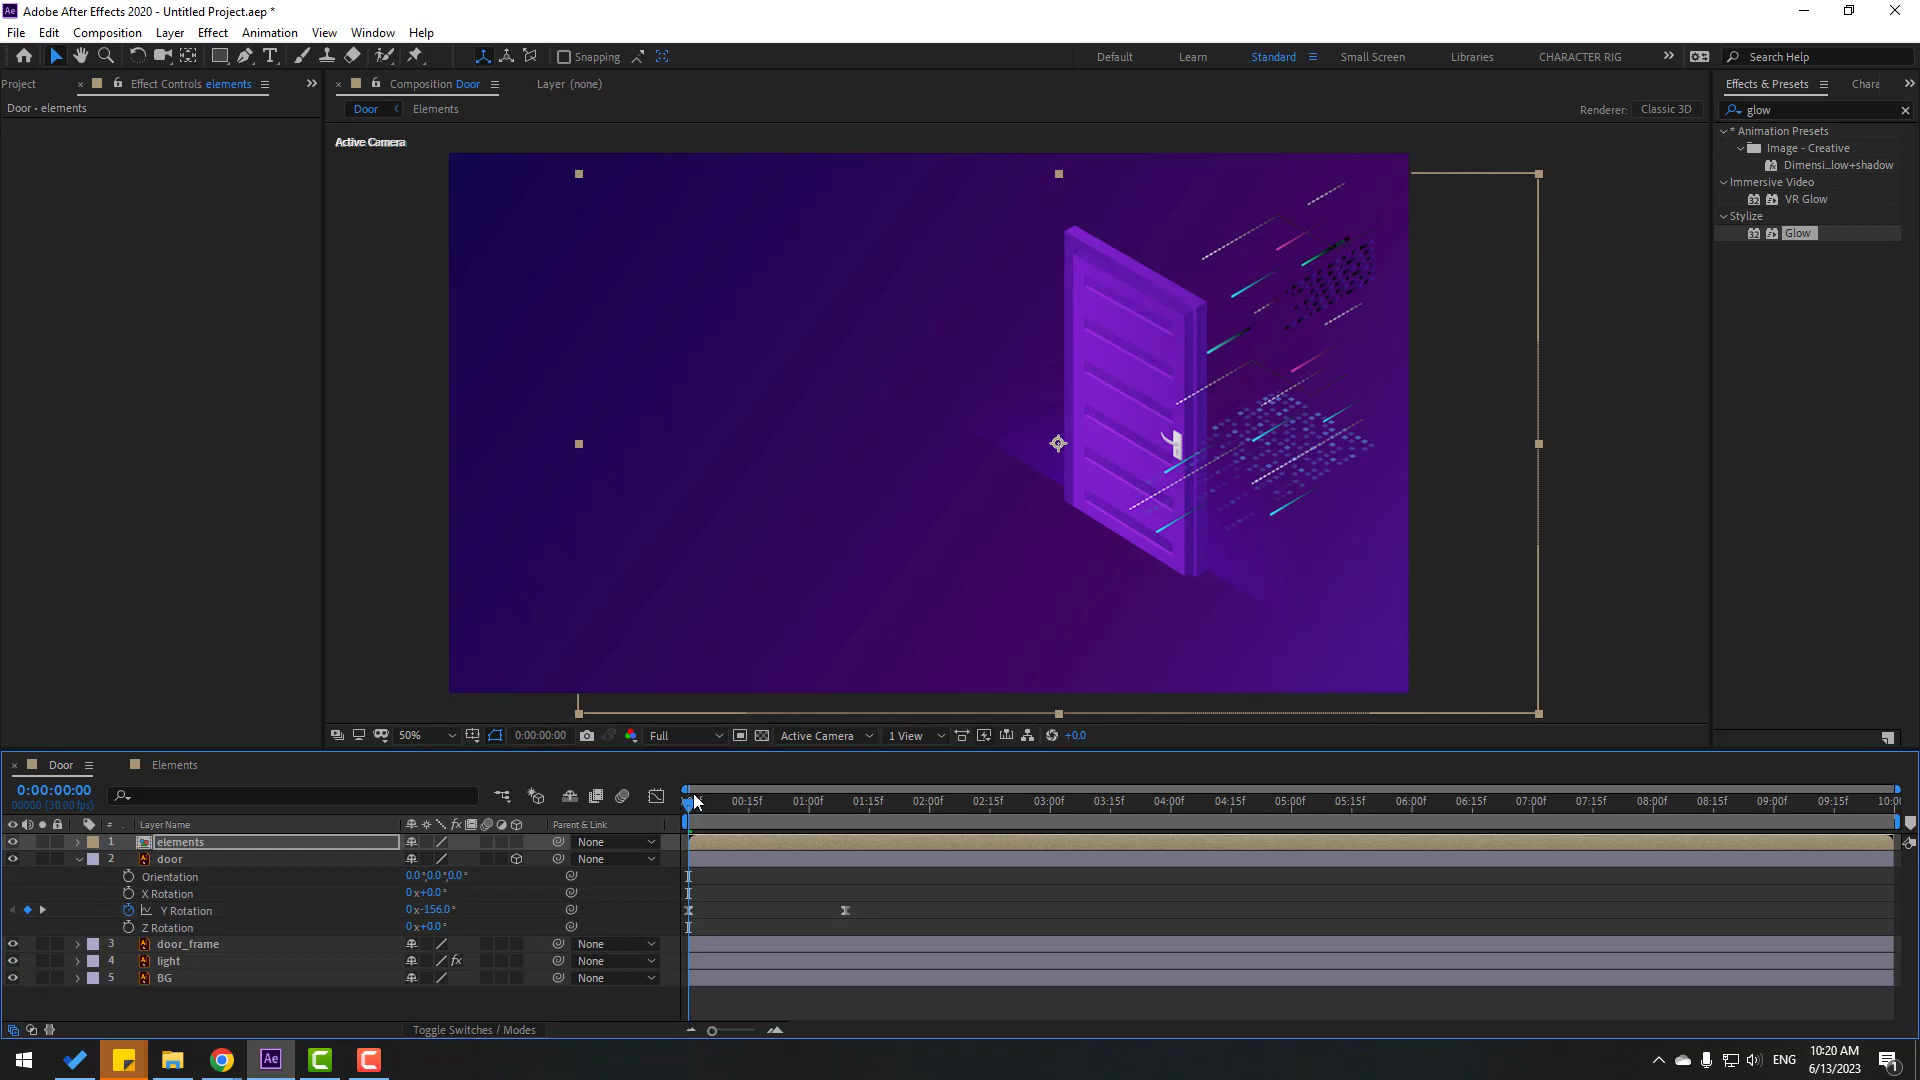 Adobe After Effects 2020 - Untitled Project.aep *
File Edit Composition Layer Effect Animation View Window Help
Snapping
Default Learn Standard Small Screen Libraries CHARACTER RIG
Search Help
Project Effect Controls elements
Door • elements
Composition Door
Layer (none)
Door Elements
Renderer: Classic 3D
Active Camera
Effects & Presets Chara
glow
* Animation Presets
Image - Creative
Dimensi...low+shadow
Immersive Video
VR Glow
Stylize
Glow
50% 0:00:00:00 Full Active Camera 1 View +0.0
Door Elements
0:00:00:00
00000 (30.00 fps)
00:15f 01:00f 01:15f 02:00f 02:15f 03:00f 03:15f 04:00f 04:15f 05:00f 05:15f 06:00f 06:15f 07:00f 07:15f 08:00f 08:15f 09:00f 09:15f 10:00
# Layer Name fx Parent & Link
1 elements None
2 door None
Orientation 0.0°,0.0°,0.0°
X Rotation 0x+0.0°
Y Rotation 0x-156.0°
Z Rotation 0x+0.0°
3 door_frame None
4 light fx None
5 BG None
Toggle Switches / Modes
ENG
10:20 AM
6/13/2023
1